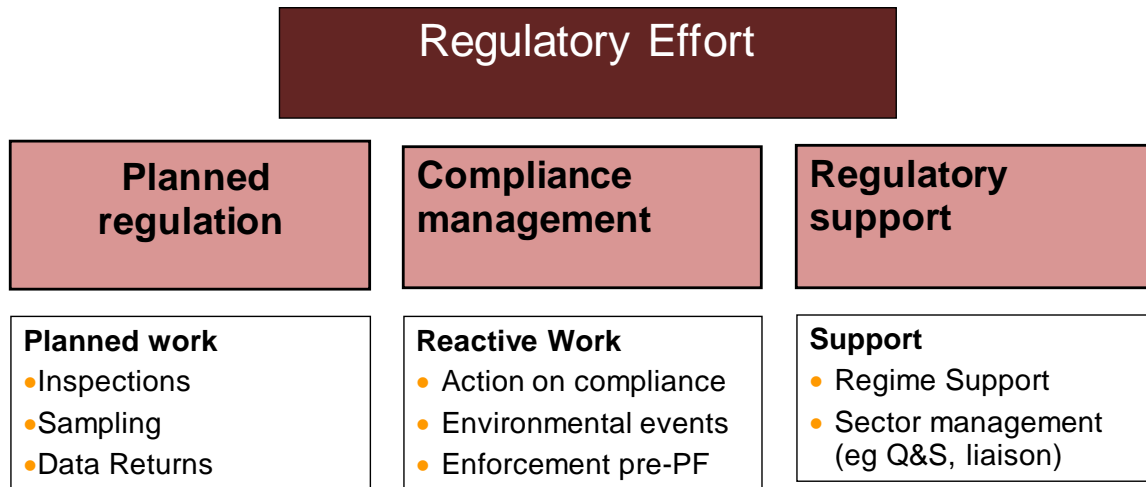 Regulatory Effort
Planned
regulation
Compliance
management
Regulatory
support
Planned work
•Inspections
•Sampling
•Data Returns
Reactive Work
• Action on compliance
• Environmental events
• Enforcement pre-PF
Support
• Regime Support
• Sector management
(eg Q&S, liaison)